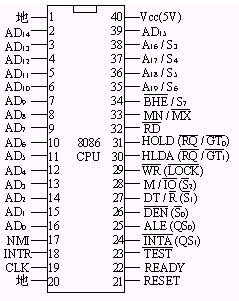 地 1 40 Vcc(5V)
AD14 2 39 AD15
AD13 3 38 A16/S3
AD12 4 37 A17/S4
AD11 5 36 A18/S5
AD10 6 35 A19/S6
AD9 7 34 BHE/S7
AD8 8 33 MN/MX
AD7 9 32 RD
AD6 10 8086 31 HOLD (RQ/GT0)
AD5 11 CPU 30 HLDA (RQ/GT1)
AD4 12 29 WR (LOCK)
AD3 13 28 M/IO (S2)
AD2 14 27 DT/R (S1)
AD1 15 26 DEN (S0)
AD0 16 25 ALE (QS0)
NMI 17 24 INTA (QS1)
INTR 18 23 TEST
CLK 19 22 READY
地 20 21 RESET